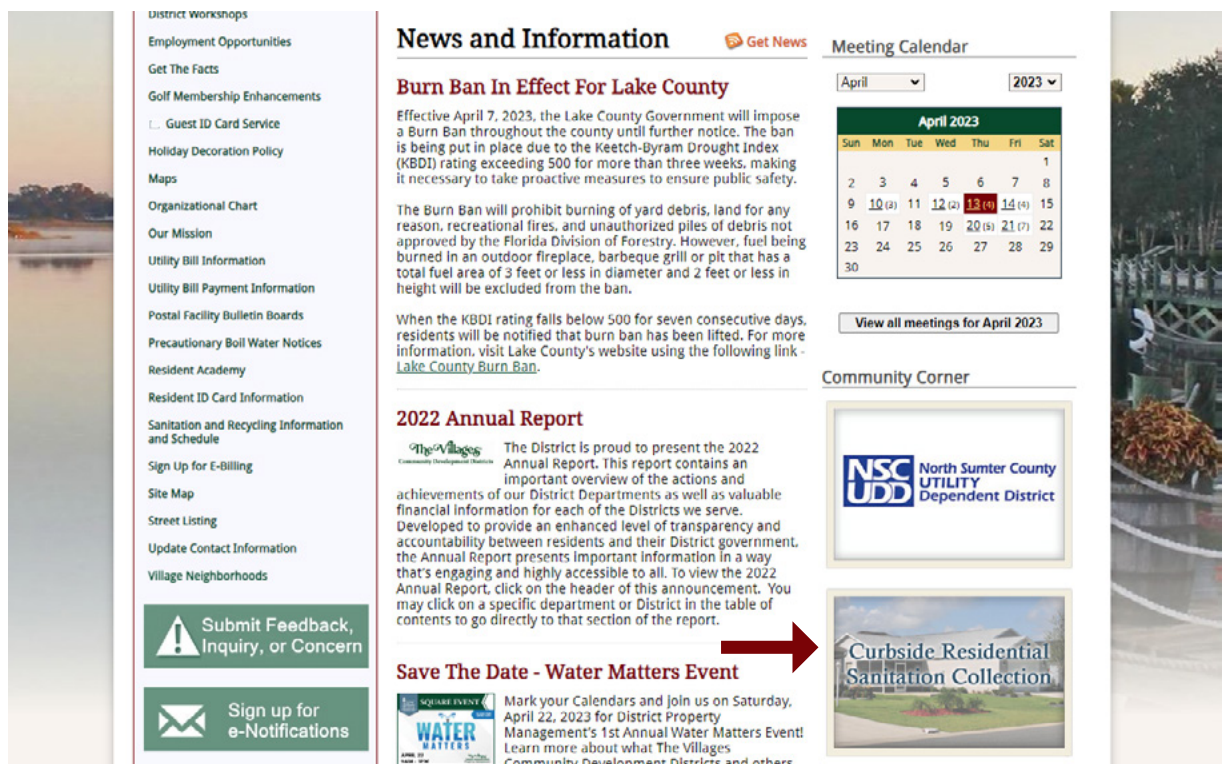 District Workshops
Employment Opportunities
Get The Facts
Golf Membership Enhancements
Guest ID Card Service
Holiday Decoration Policy
Maps
Organizational Chart
Our Mission
Utility Bill Information
Utility Bill Payment Information
Postal Facility Bulletin Boards
Precautionary Boil Water Notices
Resident Academy
Resident ID Card Information
Sanitation and Recycling Information
and Schedule
Sign Up for E-Billing
Site Map
Street Listing
Update Contact Information
Village Neighborhoods
Submit Feedback,
Inquiry, or Concern
Sign up for
e-Notifications
News and Information
Get News
Burn Ban In Effect For Lake County
Effective April 7, 2023, the Lake County Government will impose
a Burn Ban throughout the county until further notice. The ban
is being put in place due to the Keetch-Byram Drought Index
(KBDI) rating exceeding 500 for more than three weeks, making
it necessary to take proactive measures to ensure public safety.
The Burn Ban will prohibit burning of yard debris, land for any
reason, recreational fires, and unauthorized piles of debris not
approved by the Florida Division of Forestry. However, fuel being
burned in an outdoor fireplace, barbeque grill or pit that has a
total fuel area of 3 feet or less in diameter and 2 feet or less in
height will be excluded from the ban.
When the KBDI rating falls below 500 for seven consecutive days,
residents will be notified that burn ban has been lifted. For more
information, visit Lake County's website using the following link -
Lake County Burn Ban.
2022 Annual Report
The Villages
Community Development Districts
The District is proud to present the 2022
Annual Report. This report contains an
important overview of the actions and
achievements of our District Departments as well as valuable
financial information for each of the Districts we serve.
Developed to provide an enhanced level of transparency and
accountability between residents and their District government,
the Annual Report presents important information in a way
that's engaging and highly accessible to all. To view the 2022
Annual Report, click on the header of this announcement. You
may click on a specific department or District in the table of
contents to go directly to that section of the report.
Save The Date - Water Matters Event
SQUARE EVENT
WATER
MATTERS
Mark your Calendars and join us on Saturday,
April 22, 2023 for District Property
Management's 1st Annual Water Matters Event!
Learn more about what The Villages
Community Development Districts and others
Meeting Calendar
April 2023
April 2023
Sun Mon Tue Wed Thu Fri Sat
1
2 3 4 5 6 7 8
9 10 (3) 11 12 (2) 13 (4) 14 (4) 15
16 17 18 19 20 (5) 21 (7) 22
23 24 25 26 27 28 29
30
View all meetings for April 2023
Community Corner
NSC
UDD
North Sumter County
UTILITY
Dependent District
Curbside Residential
Sanitation Collection